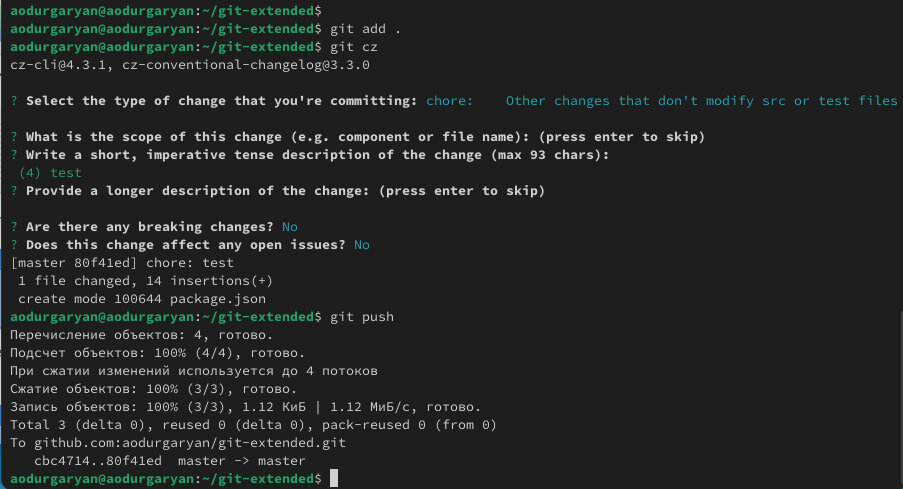 aodurgaryan@aodurgaryan:~/git-extended$
aodurgaryan@aodurgaryan:~/git-extended$ git add .
aodurgaryan@aodurgaryan:~/git-extended$ git cz
cz-cli@4.3.1, cz-conventional-changelog@3.3.0
? Select the type of change that you're committing: chore:    Other changes that don't modify src or test files
? What is the scope of this change (e.g. component or file name): (press enter to skip)
? Write a short, imperative tense description of the change (max 93 chars):
 (4) test
? Provide a longer description of the change: (press enter to skip)
? Are there any breaking changes? No
? Does this change affect any open issues? No
[master 80f41ed] chore: test
 1 file changed, 14 insertions(+)
 create mode 100644 package.json
aodurgaryan@aodurgaryan:~/git-extended$ git push
Перечисление объектов: 4, готово.
Подсчет объектов: 100% (4/4), готово.
При сжатии изменений используется до 4 потоков
Сжатие объектов: 100% (3/3), готово.
Запись объектов: 100% (3/3), 1.12 КиБ | 1.12 МиБ/с, готово.
Total 3 (delta 0), reused 0 (delta 0), pack-reused 0 (from 0)
To github.com:aodurgaryan/git-extended.git
   cbc4714..80f41ed  master -> master
aodurgaryan@aodurgaryan:~/git-extended$